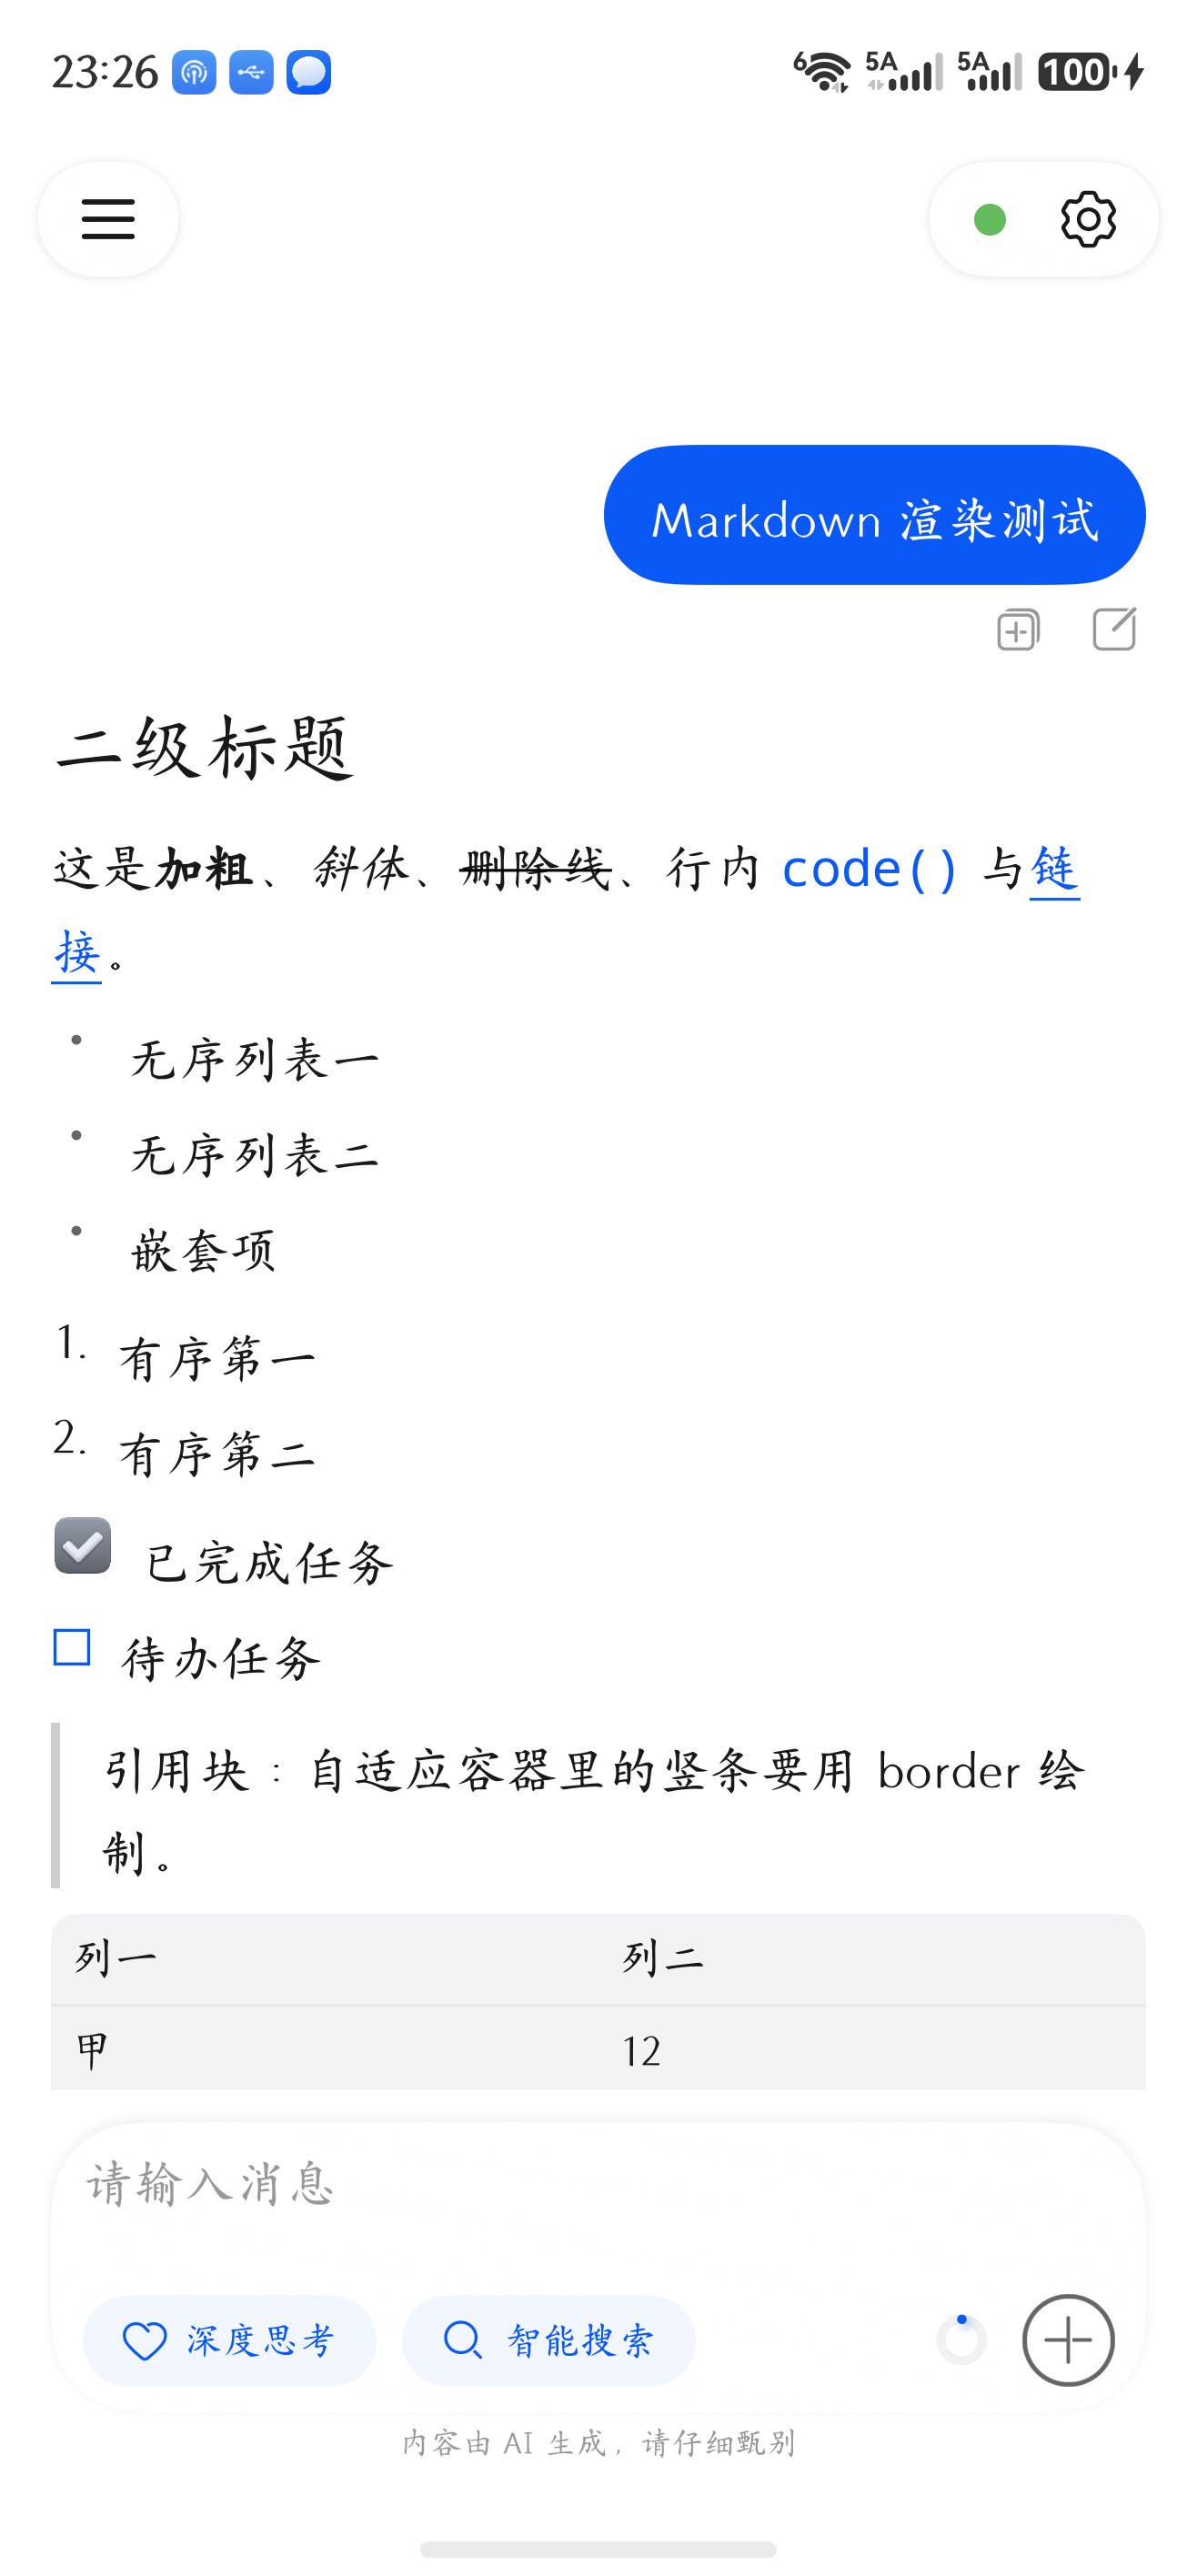 23:26
6 5A 5A 100
Markdown 渲染测试
二级标题
这是加粗、斜体、删除线、行内 code() 与链
接。
• 无序列表一
• 无序列表二
• 嵌套项
1. 有序第一
2. 有序第二
已完成任务
待办任务
引用块：自适应容器里的竖条要用 border 绘
制。
列一 列二
甲 12
请输入消息
深度思考 智能搜索
内容由 AI 生成，请仔细甄别